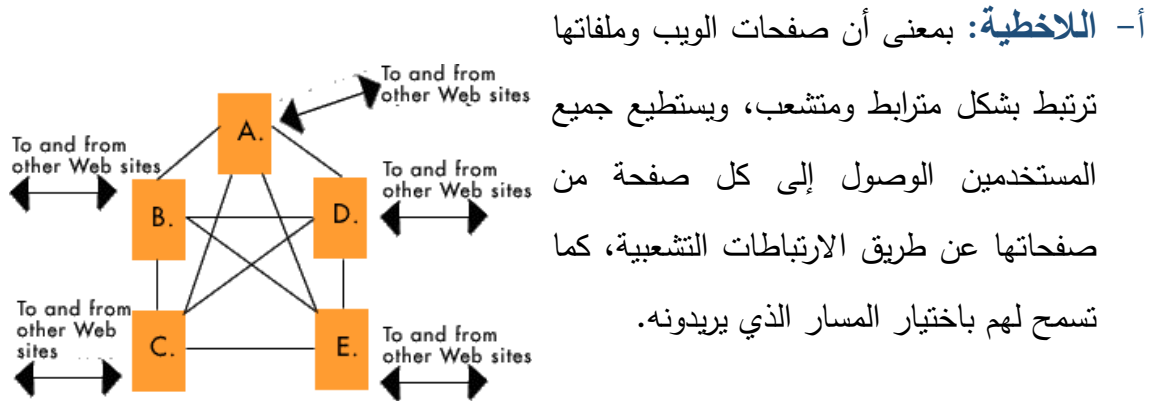 أ- اللاخطية: بمعنى أن صفحات الويب وملفاتها
ترتبط بشكل مترابط ومتشعب، ويستطيع جميع
المستخدمين الوصول إلى كل صفحة من
صفحاتها عن طريق الارتباطات التشعبية، كما
تسمح لهم باختيار المسار الذي يريدونه.
To and from
other Web sites
A.
To and from
other Web sites
B.
To and from
other Web sites
D.
To and from
other Web
sites
C.
E.
To and from
other Web sites